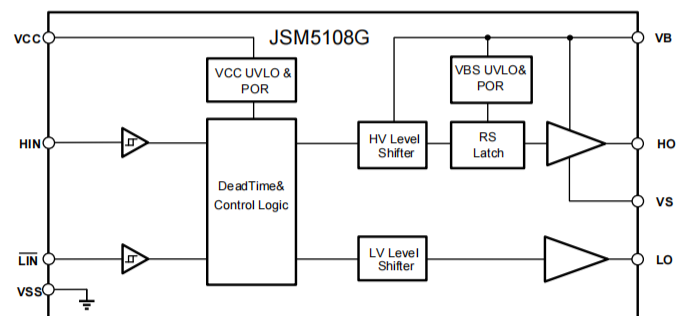 JSM5108G
VCC
VB
VCC UVLO &
POR
VBS UVLO&
POR
HIN
HV Level
Shifter
RS
Latch
HO
DeadTime&
Control Logic
VS
LIN
LV Level
Shifter
LO
VSS